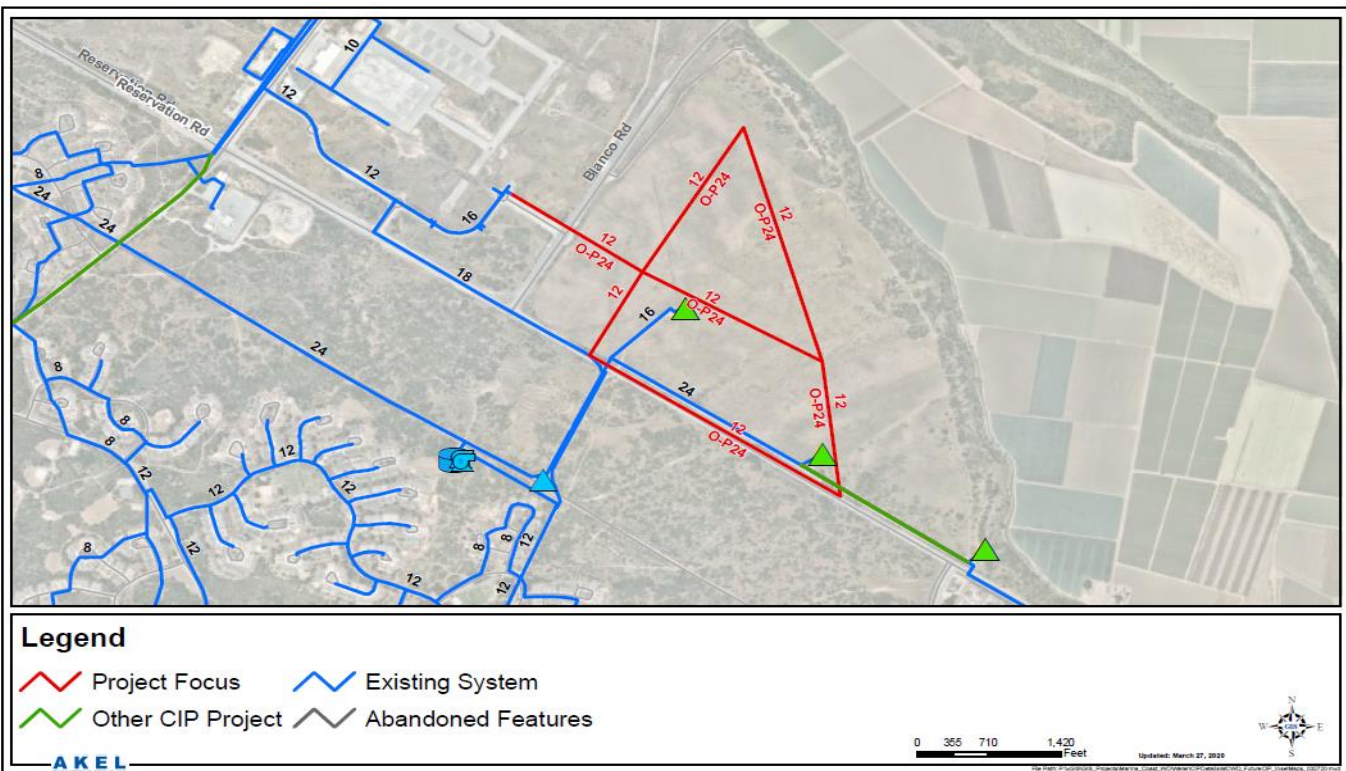 10
Reservation Rd
Reservation Rd
12
Blanco Rd
8
24
12
24
16
12
O-P24
12
O-P24
12
O-P24
18
12
12
O-P24
16
24
24
12
O-P24
12
O-P24
8
8
8
12
12
12
12
12
8
12
8
8
12
12
Legend
Project Focus
Existing System
Other CIP Project
Abandoned Features
AKEL
0 355 710 1,420
Feet
Updated: March 27, 2020
N
W GIS E
S